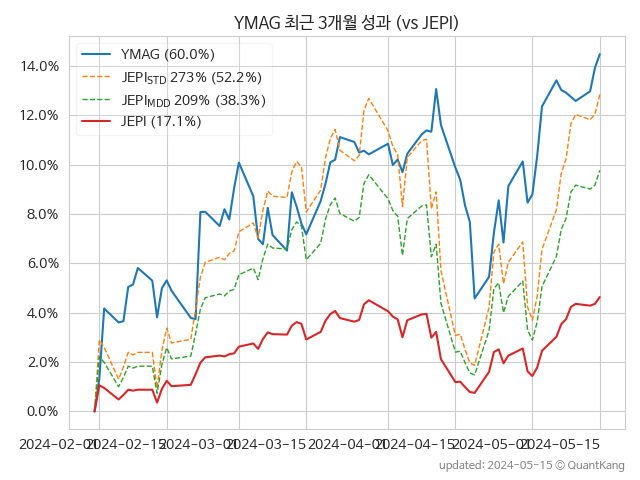 YMAG 최근 3개월 성과 (vs JEPI)
YMAG (60.0%)
JEPISTD 273% (52.2%)
JEPIMDD 209% (38.3%)
JEPI (17.1%)
14.0%
12.0%
10.0%
8.0%
6.0%
4.0%
2.0%
0.0%
2024-02-01 2024-02-15 2024-03-01 2024-03-15 2024-04-01 2024-04-15 2024-05-01 2024-05-15
updated: 2024-05-15 © QuantKang